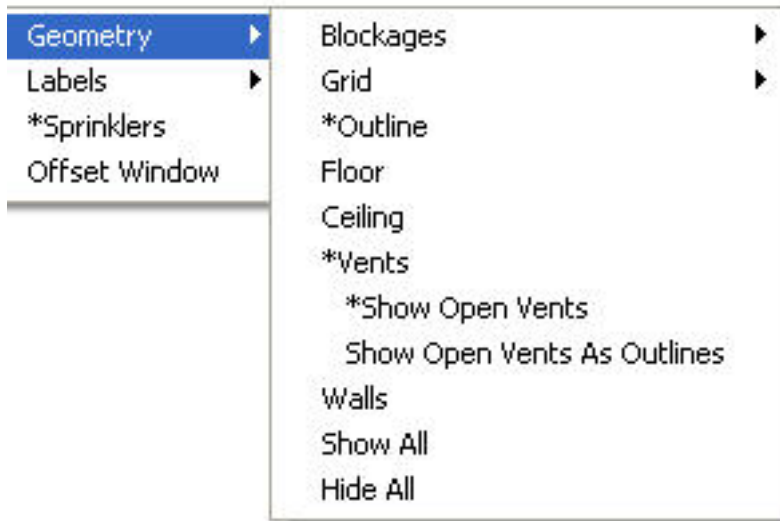 Geometry
Labels
*Sprinklers
Offset Window
Blockages
Grid
*Outline
Floor
Ceiling
*Vents
*Show Open Vents
Show Open Vents As Outlines
Walls
Show All
Hide All